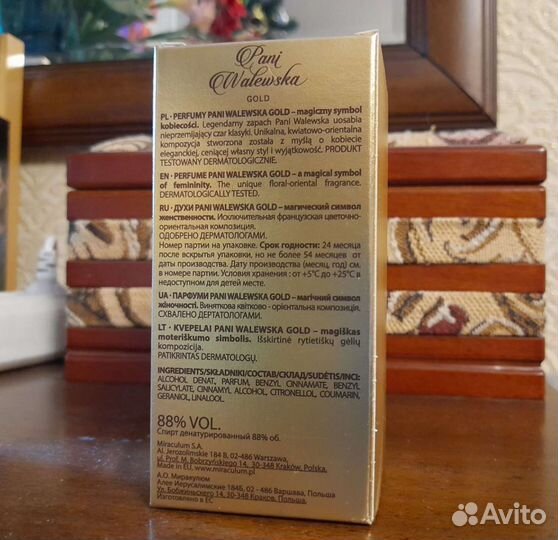 Pani
Walewska
GOLD
PL · PERFUMY PANI WALEWSKA GOLD – magiczny symbol
kobiecości. Legendarny zapach Pani Walewska uosabia
nieprzemijający czar klasyki. Unikalna, kwiatowo-orientalna
kompozycja stworzona została z myślą o kobiecie
eleganckiej, ceniącej własny styl i wyjątkowość. PRODUKT
TESTOWANY DERMATOLOGICZNIE.
EN · PERFUME PANI WALEWSKA GOLD – a magical symbol
of femininity. The unique floral-oriental fragrance.
DERMATOLOGICALLY TESTED.
RU · ДУХИ PANI WALEWSKA GOLD – магический символ
женственности. Исключительная французская цветочно-
ориентальная композиция.
ОДОБРЕНО ДЕРМАТОЛОГАМИ.
Номер партии на упаковке. Срок годности: 24 месяца
после вскрытия упаковки, но не более 54 месяцев от
даты производства. Дата производства (месяц, год) см.
в номере партии. Условия хранения : от +5°C до +25°C в
недоступном для детей месте.
UA · ПАРФУМИ PANI WALEWSKA GOLD – магічний символ
жіночності. Виняткова квітково - орієнтальна композиція.
СХВАЛЕНО ДЕРТАТОЛОГАМИ.
LT · KVEPELAI PANI WALEWSKA GOLD – magiškas
moteriškumo simbolis. Išskirtinė rytietiškų gėlių
kompozicija.
PATIKRINTAS DERMATOLOGŲ.
INGREDIENTS/SKŁADNIKI/СОСТАВ/СКЛАД/SUDĖTIS/INCI:
ALCOHOL DENAT., PARFUM, BENZYL CINNAMATE, BENZYL
SALICYLATE, CINNAMYL ALCOHOL, CITRONELLOL, COUMARIN,
GERANIOL, LINALOOL.
88% VOL.
Спирт денатурированный 88% об.
Miraculum S.A.
Al. Jerozolimskie 184 B, 02-486 Warszawa,
ul. Prof. M. Bobrzyńskiego 14, 30-348 Kraków, Polska.
Made in EU, www.miraculum.pl
А.О. Миракулюм
Алее Иерусалимские 184Б, 02 - 486 Варшава, Польша
Ул. Бобжиньскего 14, 30-348 Краков, Польша.
Изготовлено в ЕС
Avito